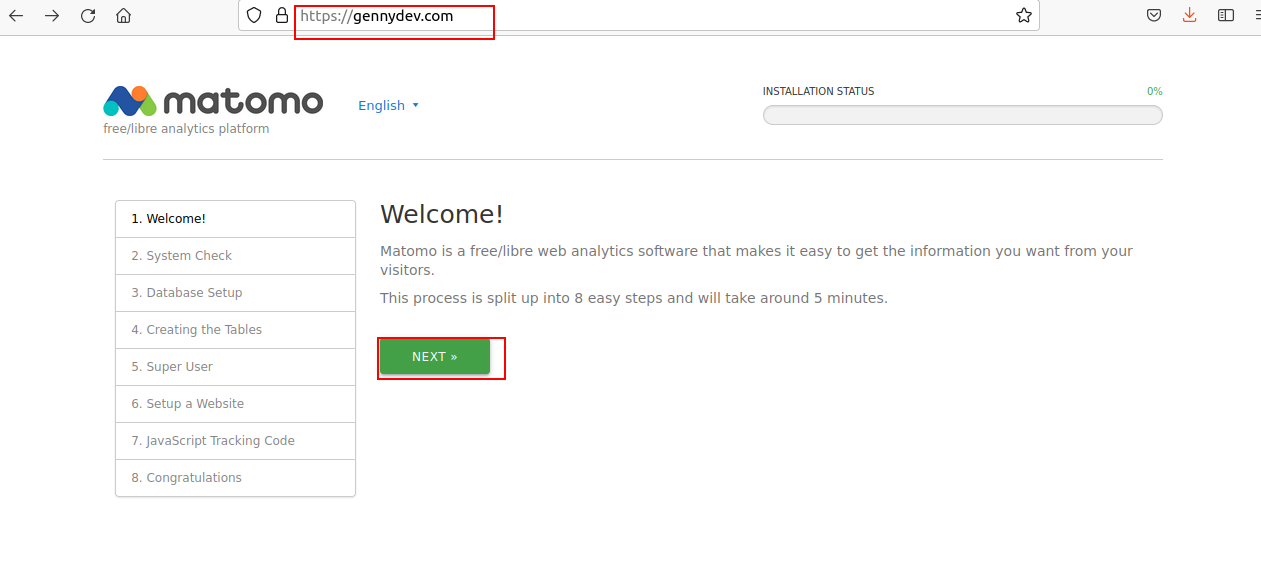 https://gennydev.com
matomo
free/libre analytics platform
English
INSTALLATION STATUS 0%
1. Welcome!
2. System Check
3. Database Setup
4. Creating the Tables
5. Super User
6. Setup a Website
7. JavaScript Tracking Code
8. Congratulations
Welcome!
Matomo is a free/libre web analytics software that makes it easy to get the information you want from your
visitors.
This process is split up into 8 easy steps and will take around 5 minutes.
NEXT »